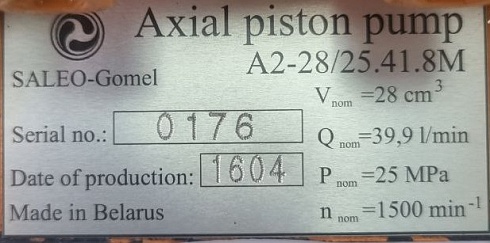 Axial piston pump
A2-28/25.41.8M
SALEO-Gomel
V nom =28 cm³
Serial no.: 0176
Q nom =39,9 l/min
Date of production: 1604
P nom =25 MPa
Made in Belarus
n nom =1500 min⁻¹